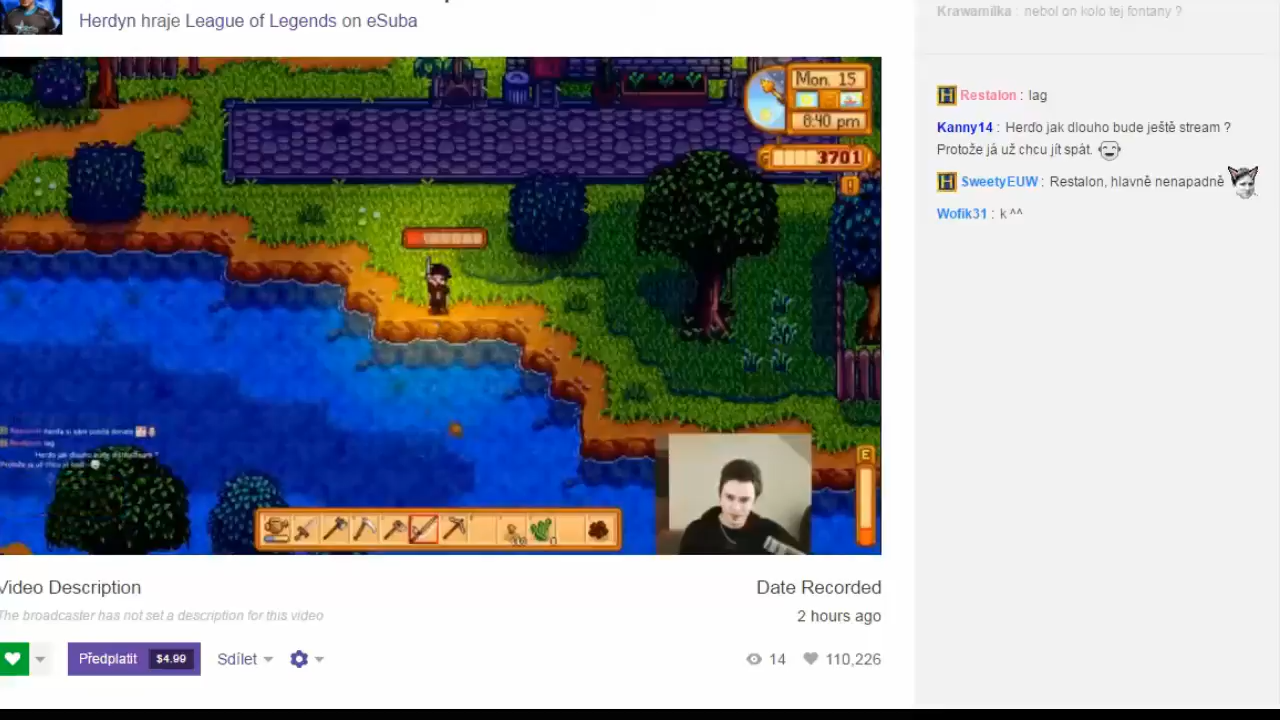 Herdyn hraje League of Legends on eSuba
Krawamilka : nebol on kolo tej fontany ?
Mon. 15
8:40 pm
3701
Restalon : lag
Kanny14 : Herďo jak dlouho bude ještě stream ?
Protože já už chcu jít spát.
SweetyEUW : Restalon, hlavně nenapadně
Wofik31 : k ^^
lag
E
Video Description
The broadcaster has not set a description for this video
Date Recorded
2 hours ago
Předplatit $4.99
Sdílet
14
110,226